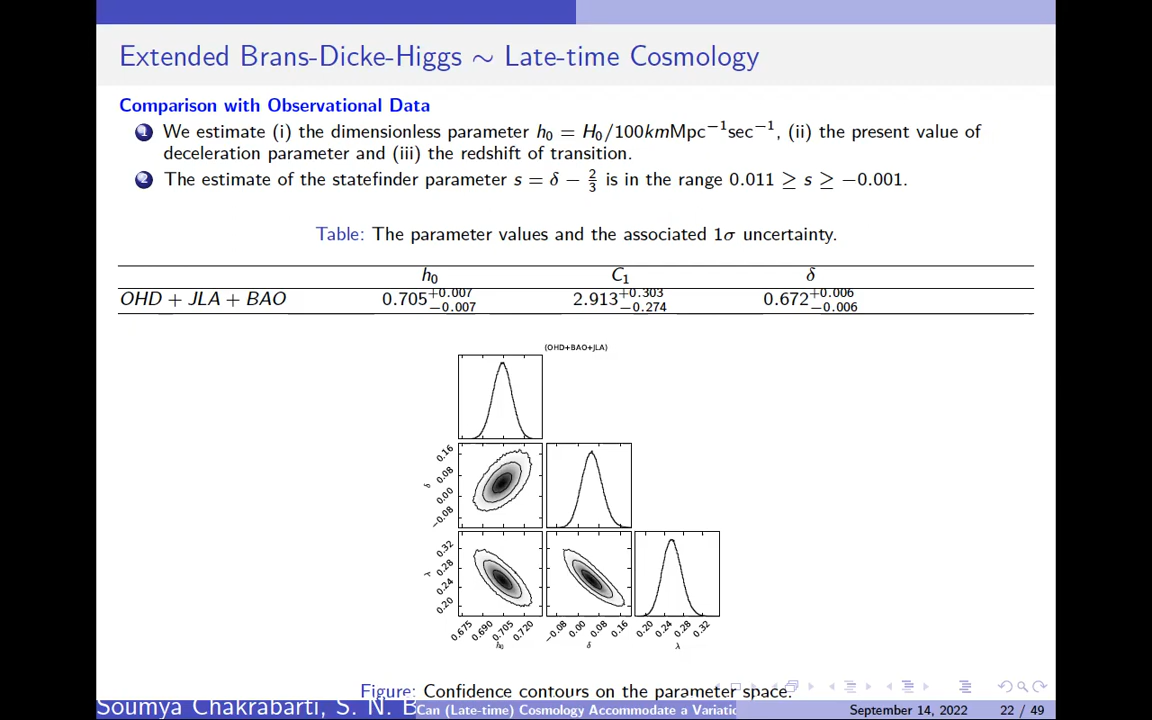 Extended Brans-Dicke-Higgs ∼ Late-time Cosmology
Comparison with Observational Data
1 We estimate (i) the dimensionless parameter h₀ = H₀/100kmMpc⁻¹sec⁻¹, (ii) the present value of
deceleration parameter and (iii) the redshift of transition.
2 The estimate of the statefinder parameter s = δ − 2/3 is in the range 0.011 ≥ s ≥ −0.001.
Table: The parameter values and the associated 1σ uncertainty.
h₀ C₁ δ
OHD + JLA + BAO 0.705+0.007−0.007 2.913+0.303−0.274 0.672+0.006−0.006
(OHD+BAO+JLA)
δ 0.16 0.08 0.00 −0.08
λ 0.32 0.28 0.24 0.20
0.675 0.690 0.705 0.720 −0.08 0.00 0.08 0.16 0.20 0.24 0.28 0.32
h₀ δ λ
Figure: Confidence contours on the parameter space.
Soumya Chakrabarti, S. N. B Can (Late-time) Cosmology Accommodate a Variatio September 14, 2022 22 / 49